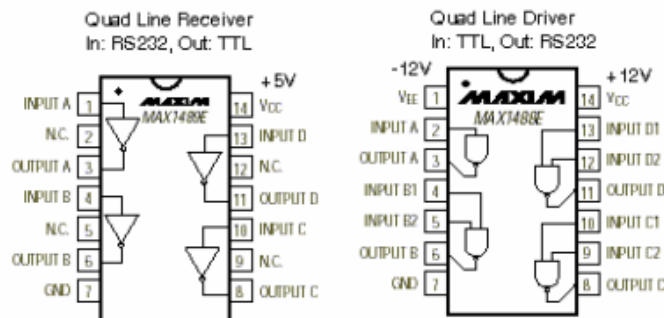 Quad Line Receiver
In: RS232, Out: TTL
+5V
MAXIM
MAX1489E
INPUT A 1
N.C. 2
OUTPUT A 3
INPUT B 4
N.C. 5
OUTPUT B 6
GND 7
14 VCC
13 INPUT D
12 N.C.
11 OUTPUT D
10 INPUT C
9 N.C.
8 OUTPUT C
Quad Line Driver
In: TTL, Out: RS232
-12V
+12V
MAXIM
MAX1488E
VEE 1
INPUT A 2
OUTPUT A 3
INPUT B1 4
INPUT B2 5
OUTPUT B 6
GND 7
14 VCC
13 INPUT D1
12 INPUT D2
11 OUTPUT D
10 INPUT C1
9 INPUT C2
8 OUTPUT C